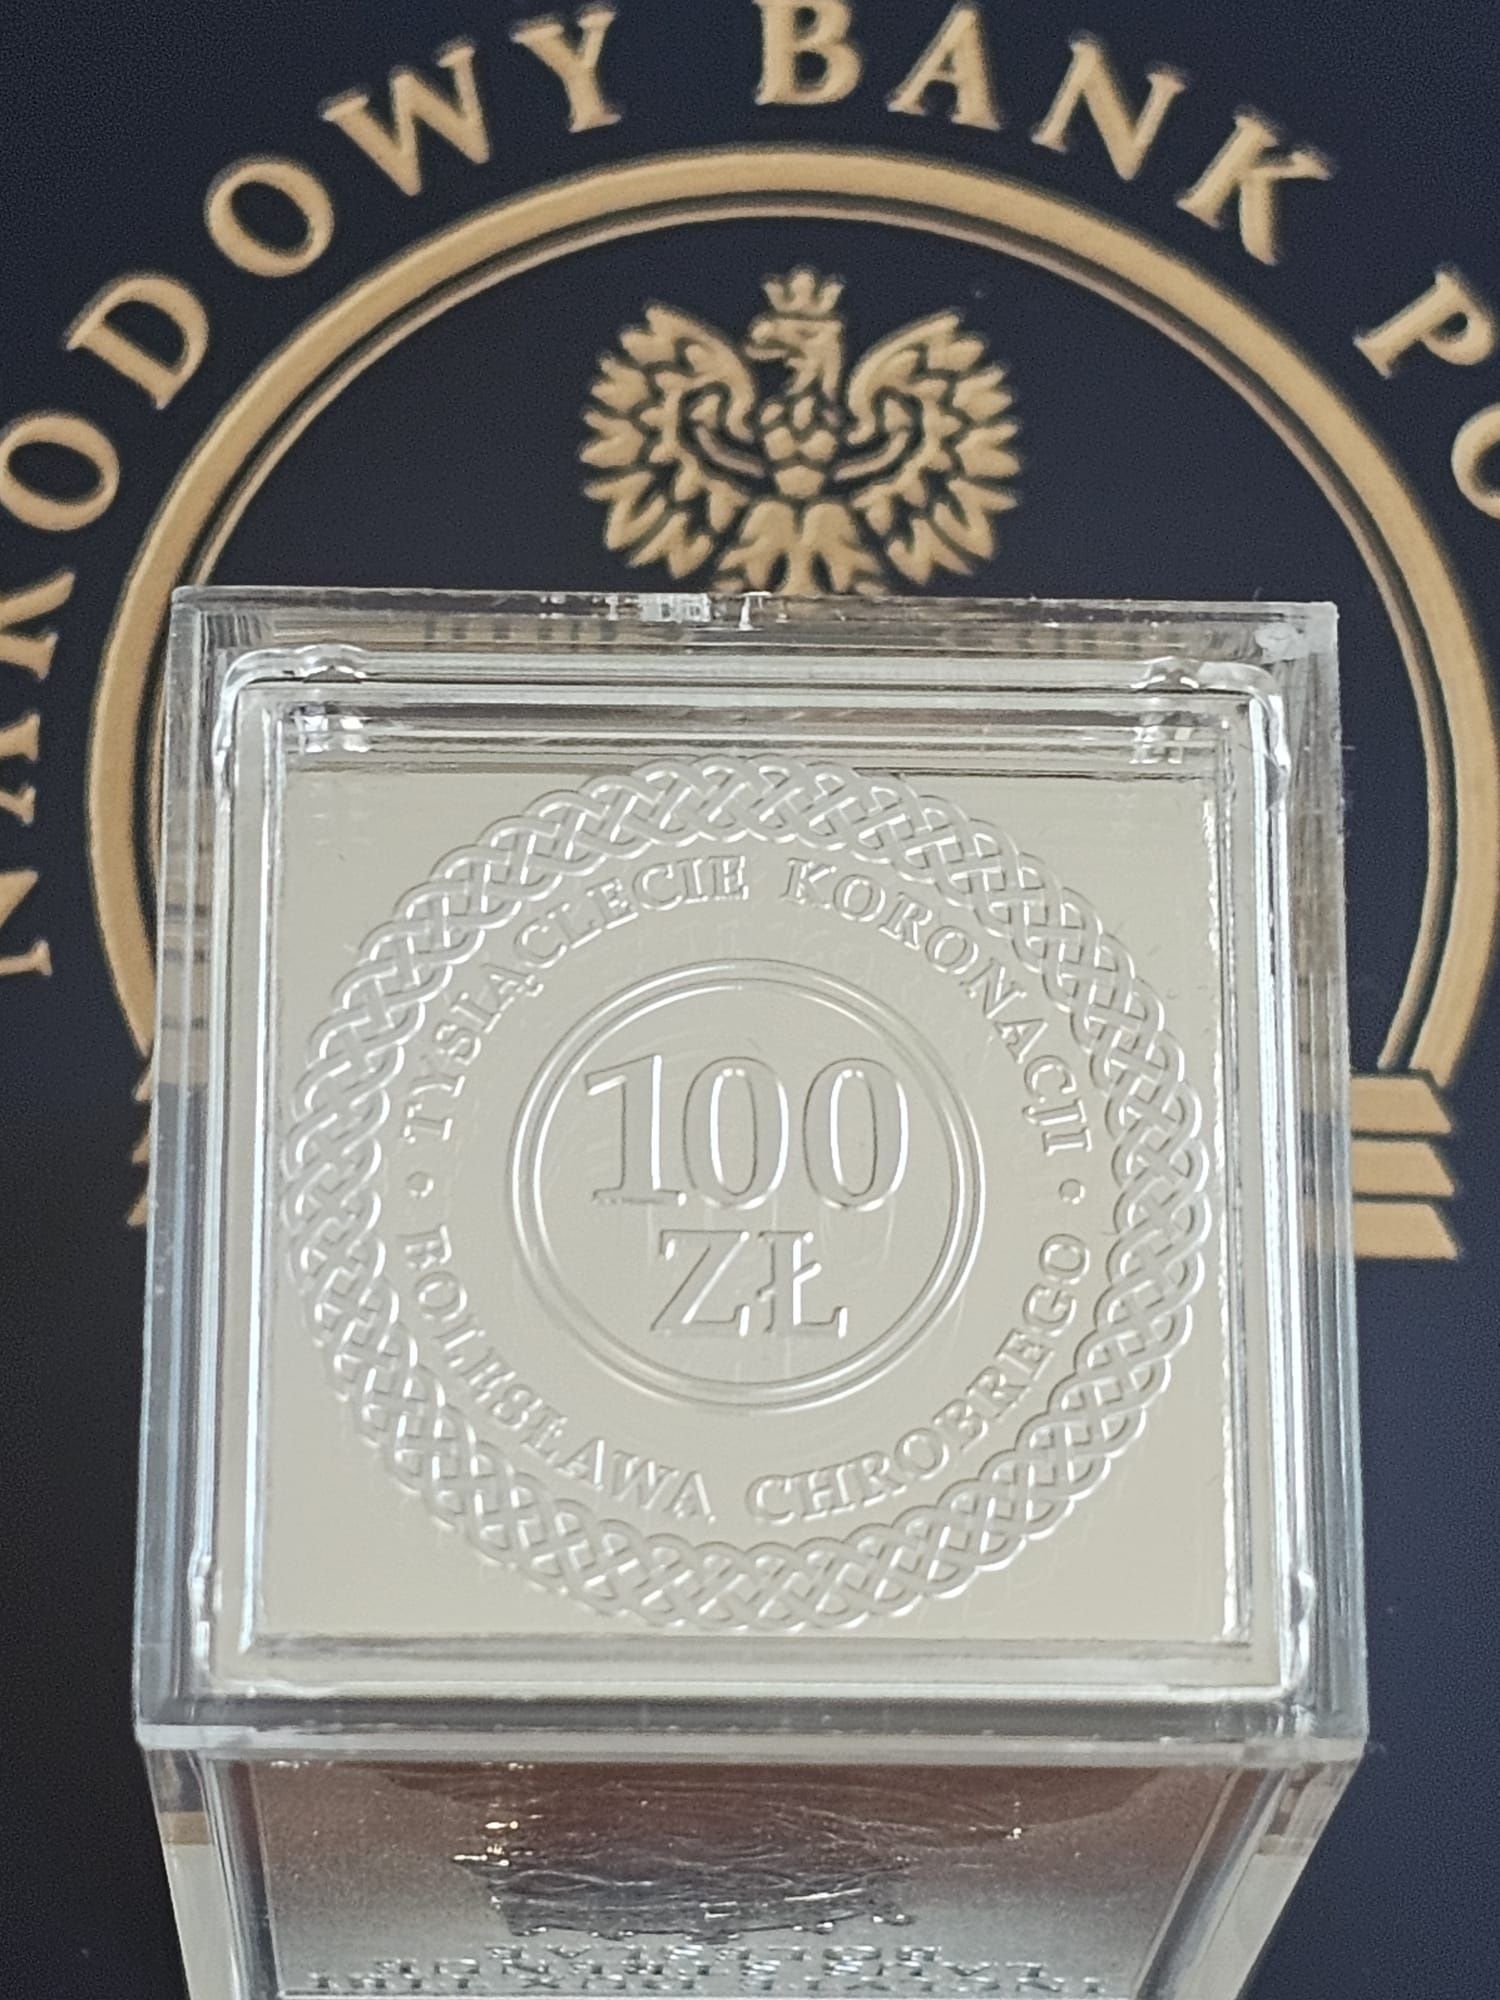 NARODOWY BANK PO
TYSIĄCLECIE KORONACJI
100
ZŁ
• BOLESŁAWA CHROBREGO •